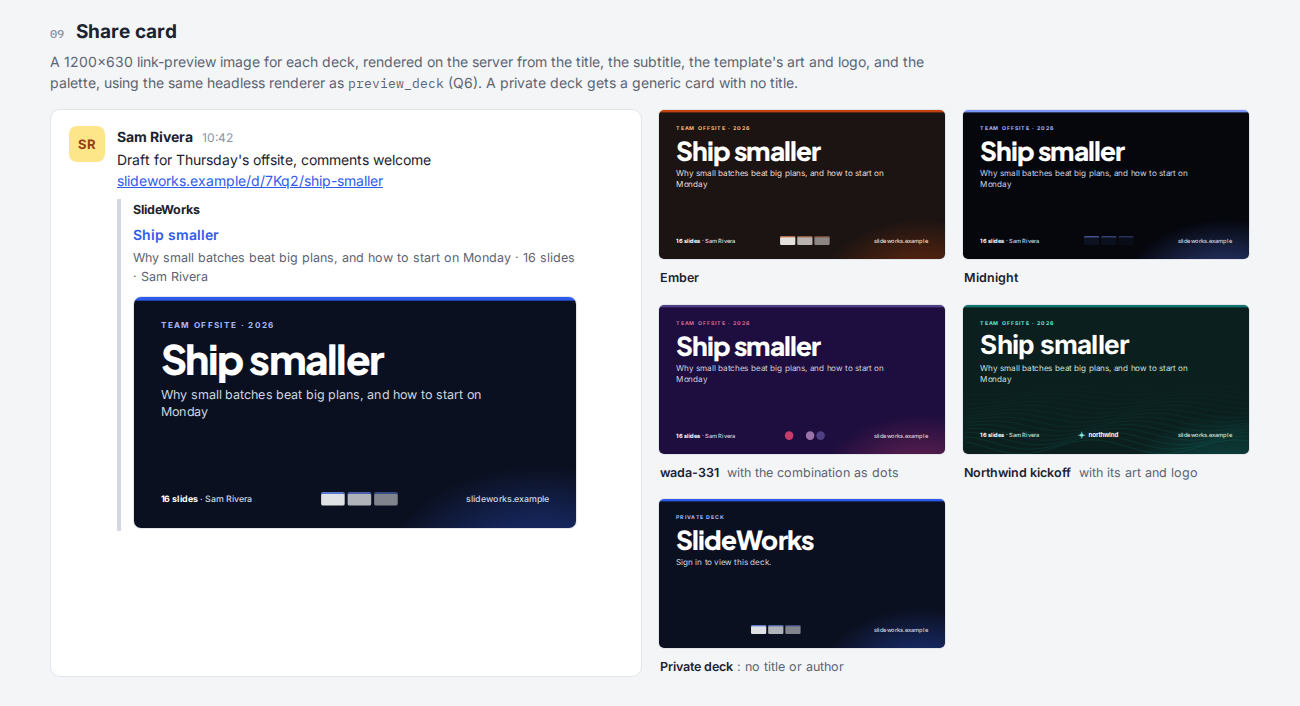 09 Share card
A 1200×630 link-preview image for each deck, rendered on the server from the title, the subtitle, the template's art and logo, and the
palette, using the same headless renderer as preview_deck (Q6). A private deck gets a generic card with no title.
SR
Sam Rivera 10:42
Draft for Thursday's offsite, comments welcome
slideworks.example/d/7Kq2/ship-smaller
SlideWorks
Ship smaller
Why small batches beat big plans, and how to start on Monday · 16 slides
· Sam Rivera
TEAM OFFSITE · 2026
Ship smaller
Why small batches beat big plans, and how to start on
Monday
16 slides · Sam Rivera
slideworks.example
TEAM OFFSITE · 2026
Ship smaller
Why small batches beat big plans, and how to start on
Monday
16 slides · Sam Rivera
slideworks.example
Ember
TEAM OFFSITE · 2026
Ship smaller
Why small batches beat big plans, and how to start on
Monday
16 slides · Sam Rivera
slideworks.example
Midnight
TEAM OFFSITE · 2026
Ship smaller
Why small batches beat big plans, and how to start on
Monday
16 slides · Sam Rivera
slideworks.example
wada-331 with the combination as dots
TEAM OFFSITE · 2026
Ship smaller
Why small batches beat big plans, and how to start on
Monday
16 slides · Sam Rivera
northwind
slideworks.example
Northwind kickoff with its art and logo
PRIVATE DECK
SlideWorks
Sign in to view this deck.
slideworks.example
Private deck : no title or author